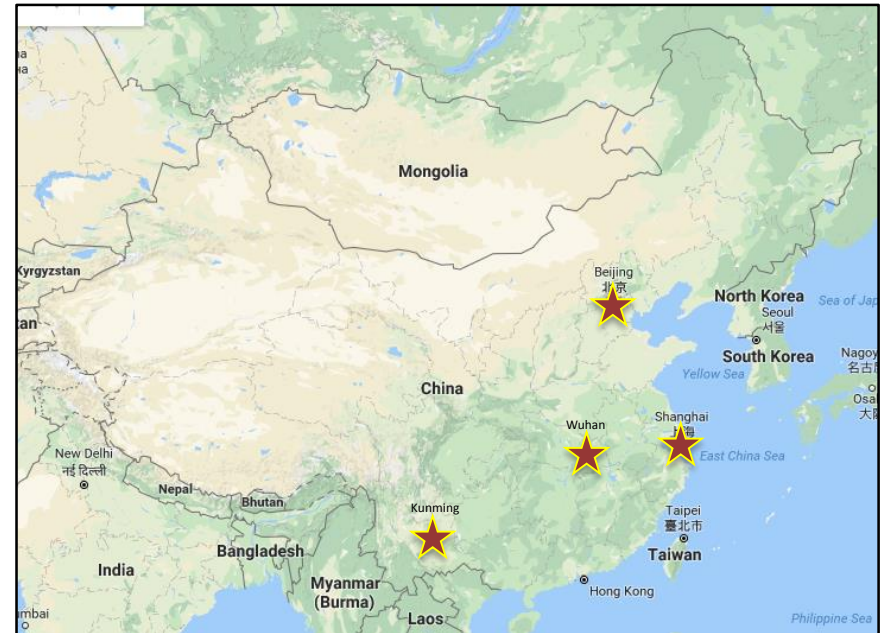 Mongolia
Kyrgyzstan
Beijing
北京
North Korea
Sea of Jap
Seoul
서울
South Korea
Nagoy
名古
Yellow Sea
Osa
大
China
Shanghai
上海
Wuhan
East China Sea
New Delhi
नई दिल्ली
Nepal
Bhutan
Kunming
Taipei
臺北市
Bangladesh
Taiwan
India
Myanmar
(Burma)
Hong Kong
Laos
mbai
Philippine Sea